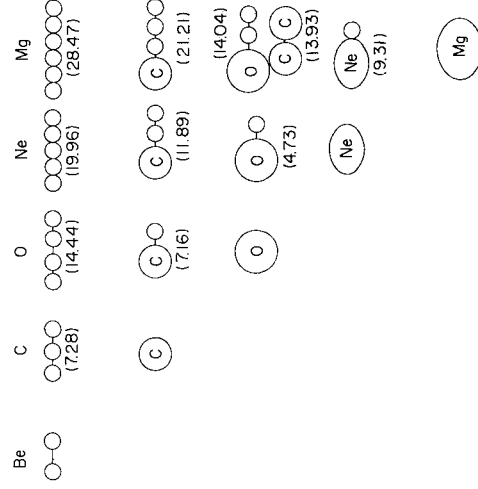 Be C O Ne Mg
(7.28) (14.44) (19.96) (28.47)
C C C C
(7.16) (11.89) (21.21)
(14.04)
O O O
C C
(4.73) (13.93)
Ne Ne
(9.31)
Mg